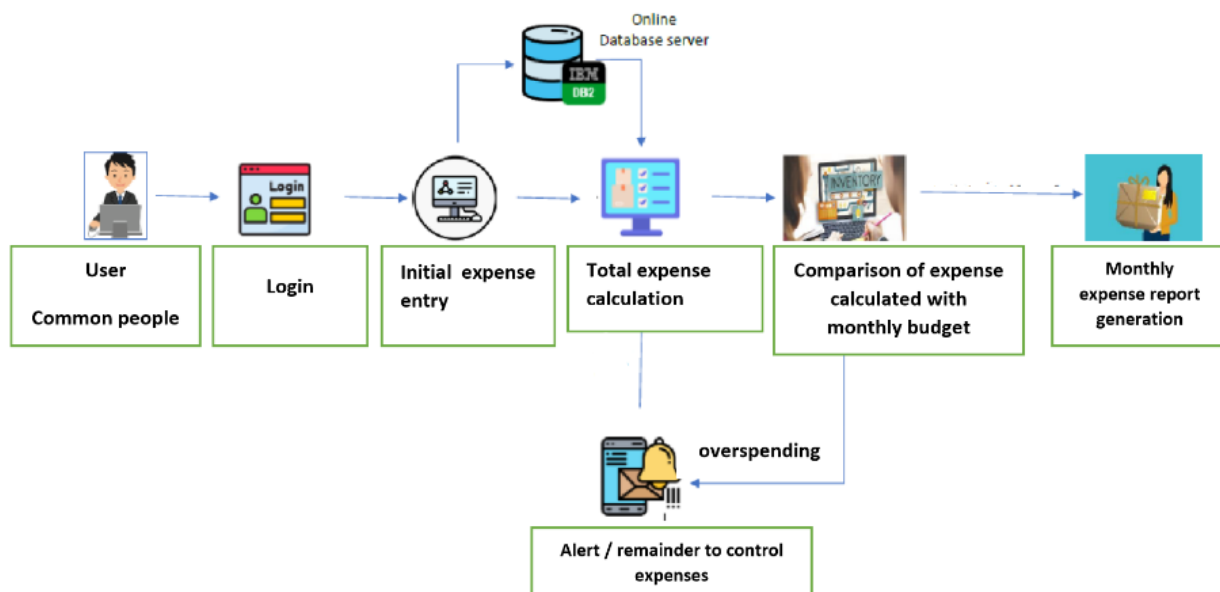 Online
Database server
IBM
DB2
Login
INVENTORY
User
Common people
Login
Initial expense
entry
Total expense
calculation
Comparison of expense
calculated with
monthly budget
Monthly
expense report
generation
overspending
Alert / remainder to control
expenses